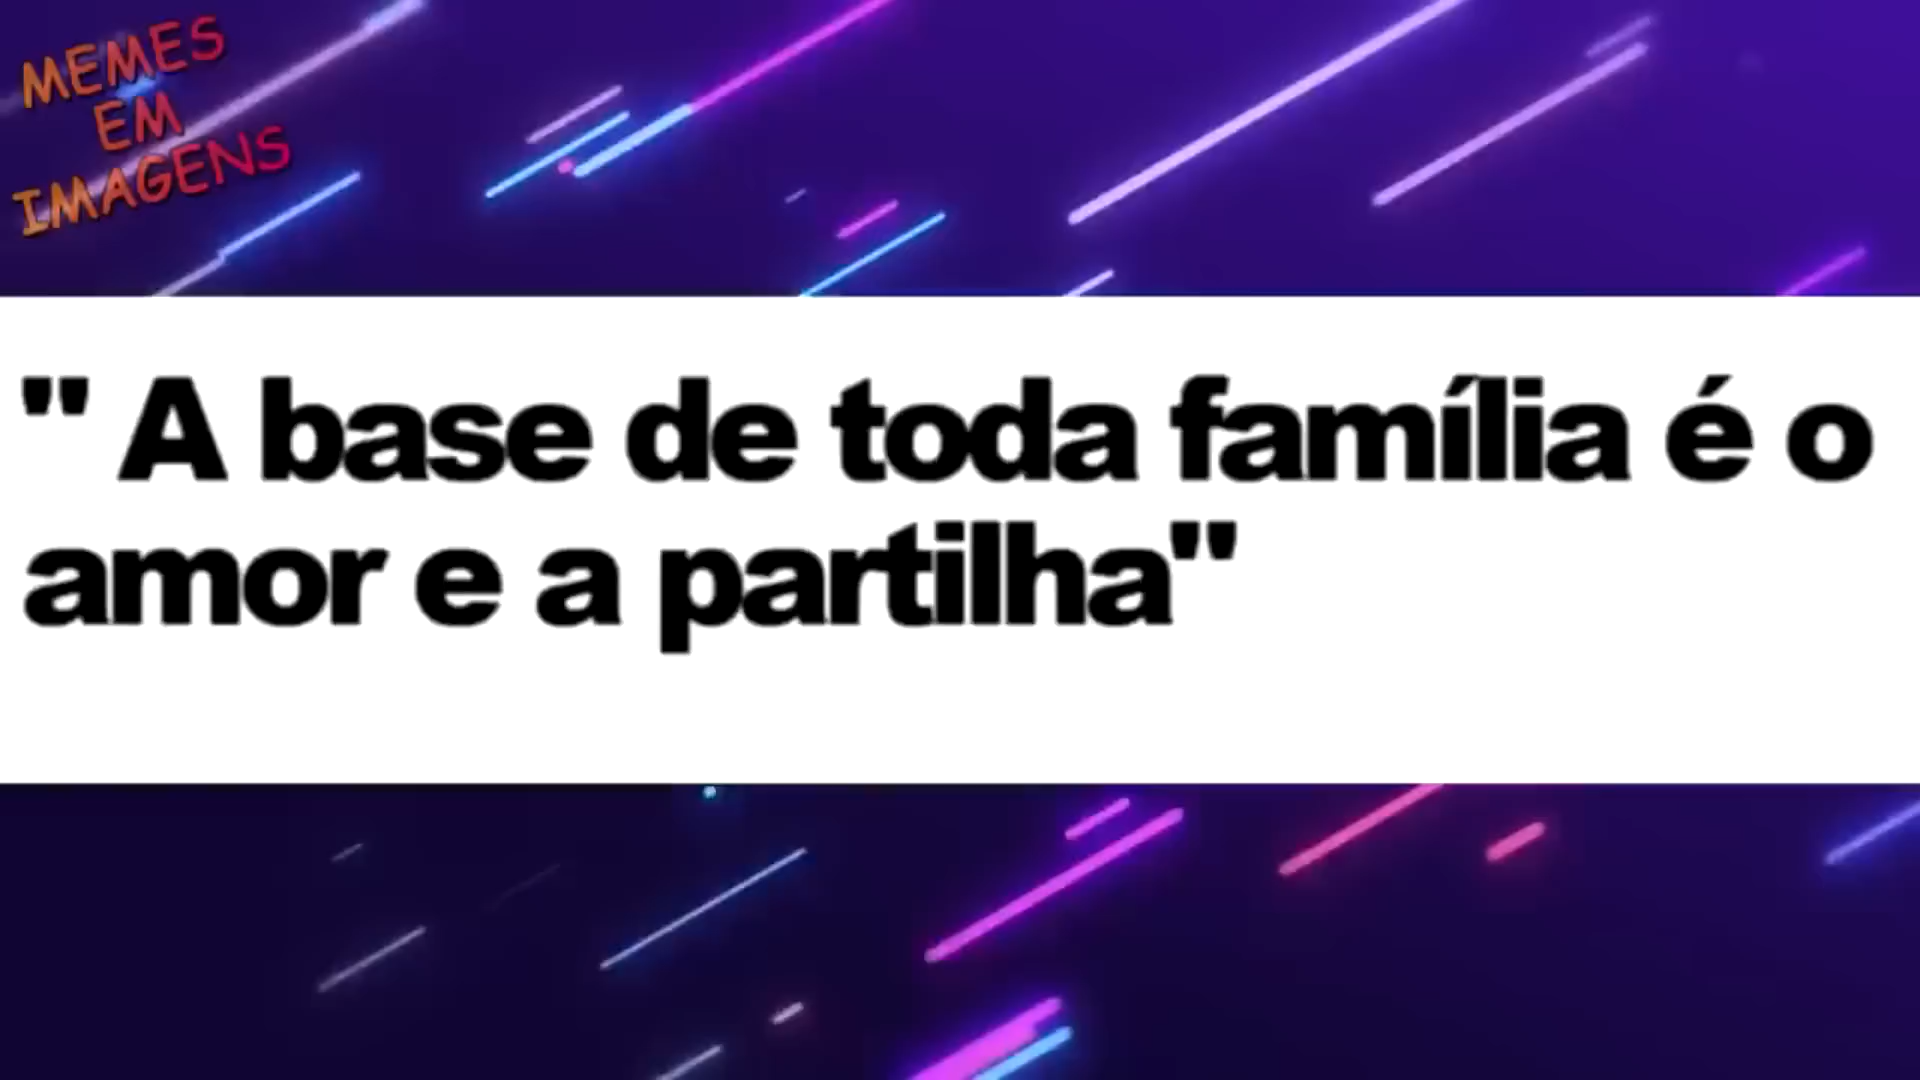 MEMES
EM
IMAGENS
" A base de toda família é o
amor e a partilha"